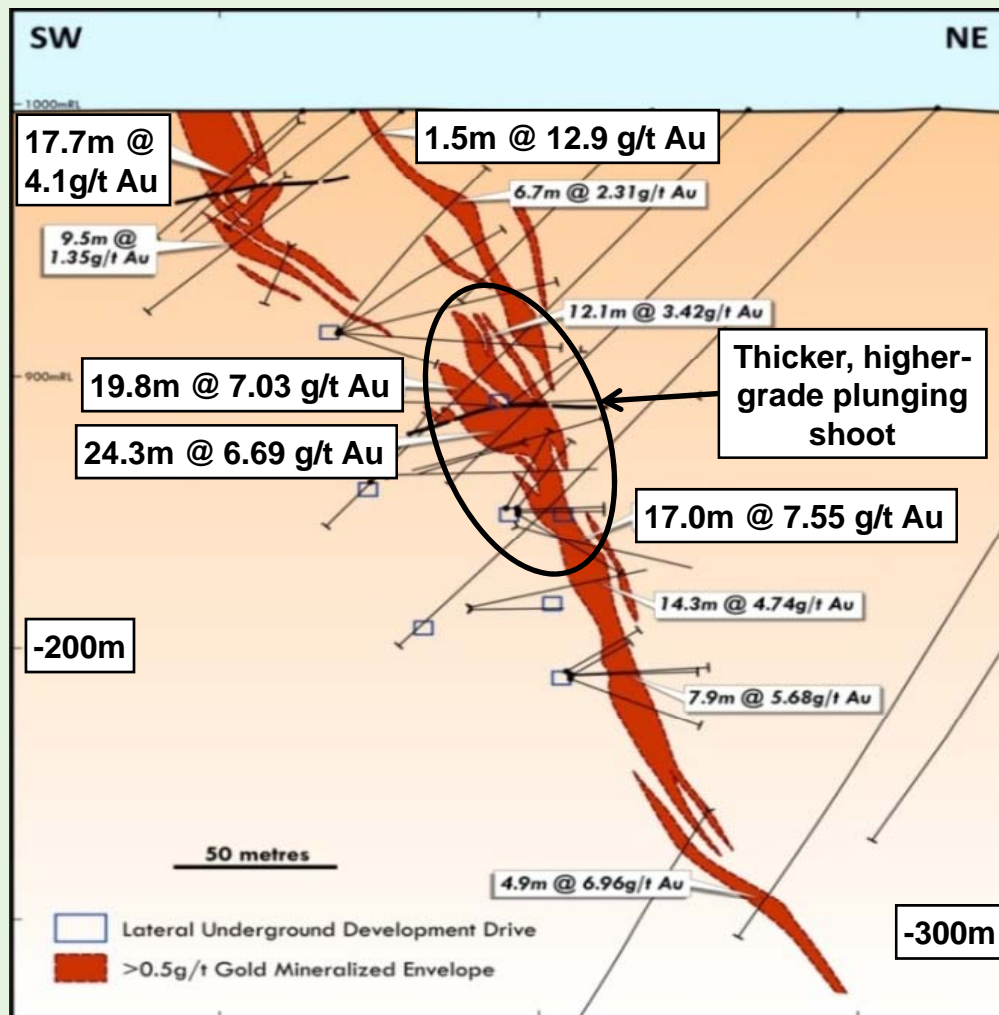 SW
NE
1000mRL
17.7m @
4.1g/t Au
1.5m @ 12.9 g/t Au
6.7m @ 2.31g/t Au
9.5m @
1.35g/t Au
12.1m @ 3.42g/t Au
900mRL
19.8m @ 7.03 g/t Au
Thicker, higher-
grade plunging
shoot
24.3m @ 6.69 g/t Au
17.0m @ 7.55 g/t Au
14.3m @ 4.74g/t Au
-200m
7.9m @ 5.68g/t Au
50 metres
4.9m @ 6.96g/t Au
Lateral Underground Development Drive
-300m
>0.5g/t Gold Mineralized Envelope